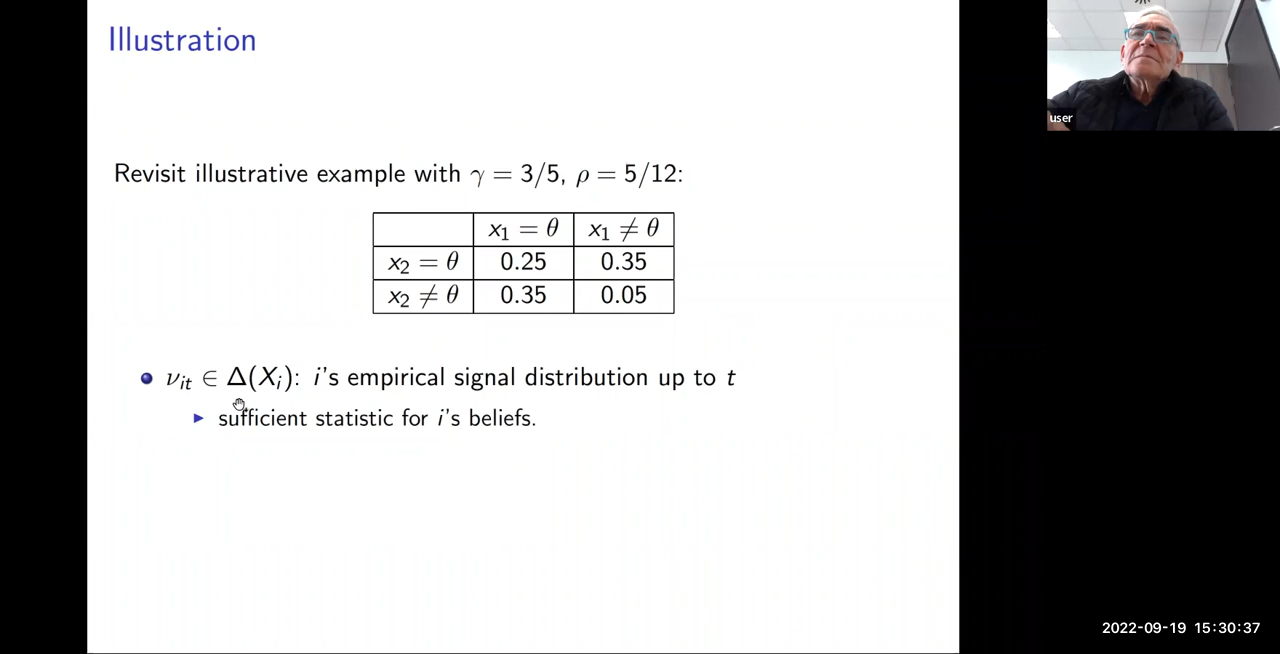 Illustration
user
Revisit illustrative example with γ = 3/5, ρ = 5/12:
x₁ = θ x₁ ≠ θ
x₂ = θ 0.25 0.35
x₂ ≠ θ 0.35 0.05
νᵢₜ ∈ Δ(Xᵢ): i's empirical signal distribution up to t
sufficient statistic for i's beliefs.
2022-09-19 15:30:37